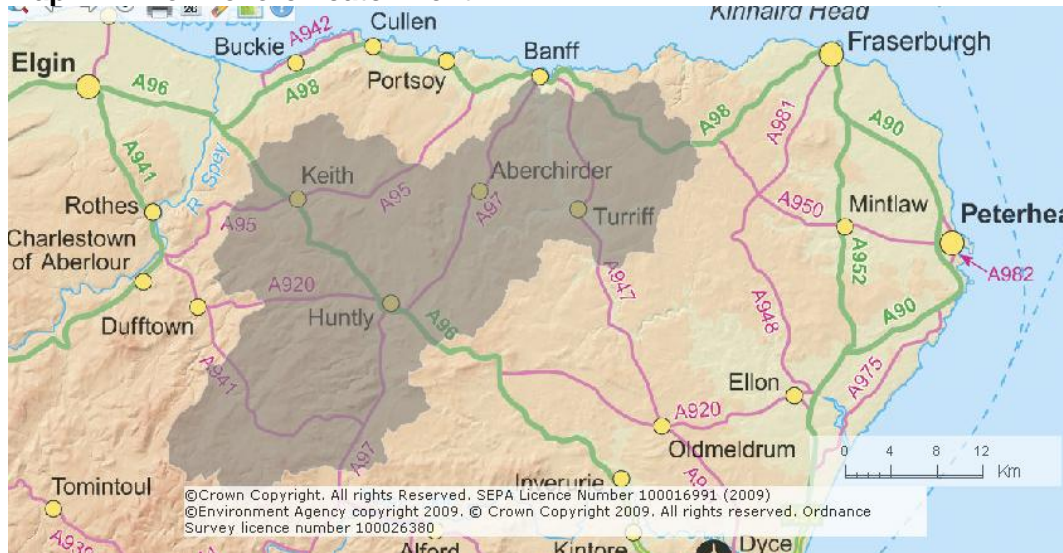 Kinnaird Head
Cullen
A942
Buckie
Banff
Fraserburgh
Elgin
Portsoy
A96
A98
A98
A981
A90
A941
R Spey
Keith
Aberchirder
Rothes
A95
A95
A97
Turriff
A950
Mintlaw
Charlestown
of Aberlour
A952
A982
A920
A947
Dufftown
Huntly
A96
A948
A90
A941
Ellon
A975
A920
Oldmeldrum
A97
0 4 8 12
Km
Tomintoul
Inverurie
©Crown Copyright. All rights Reserved. SEPA Licence Number 100016991 (2009)
©Environment Agency copyright 2009. © Crown Copyright 2009. All rights reserved. Ordnance
Survey licence number 100026380
Alford
Kintore
Dyce